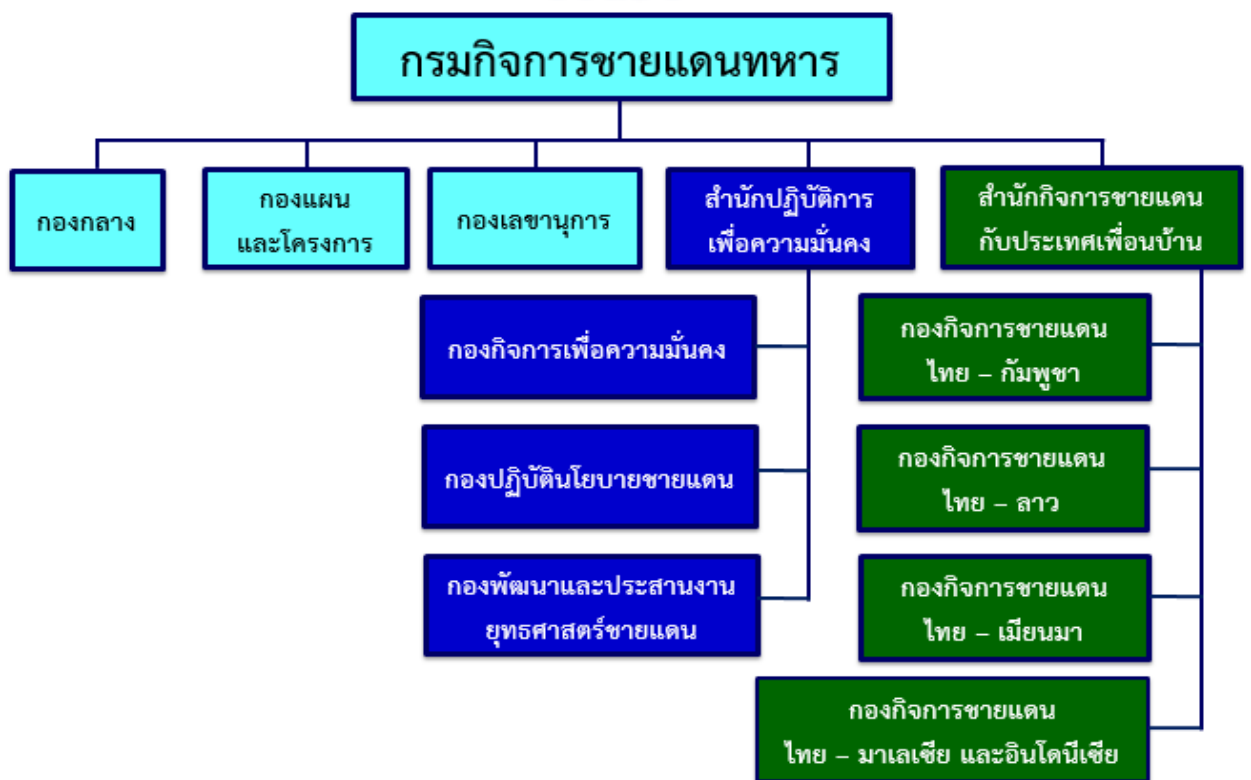 กรมกิจการชายแดนทหาร
กองกลาง
กองแผน
และโครงการ
กองเลขานุการ
สำนักปฏิบัติการ
เพื่อความมั่นคง
สำนักกิจการชายแดน
กับประเทศเพื่อนบ้าน
กองกิจการเพื่อความมั่นคง
กองปฏิบัตินโยบายชายแดน
กองพัฒนาและประสานงาน
ยุทธศาสตร์ชายแดน
กองกิจการชายแดน
ไทย – กัมพูชา
กองกิจการชายแดน
ไทย – ลาว
กองกิจการชายแดน
ไทย – เมียนมา
กองกิจการชายแดน
ไทย – มาเลเซีย และอินโดนีเซีย